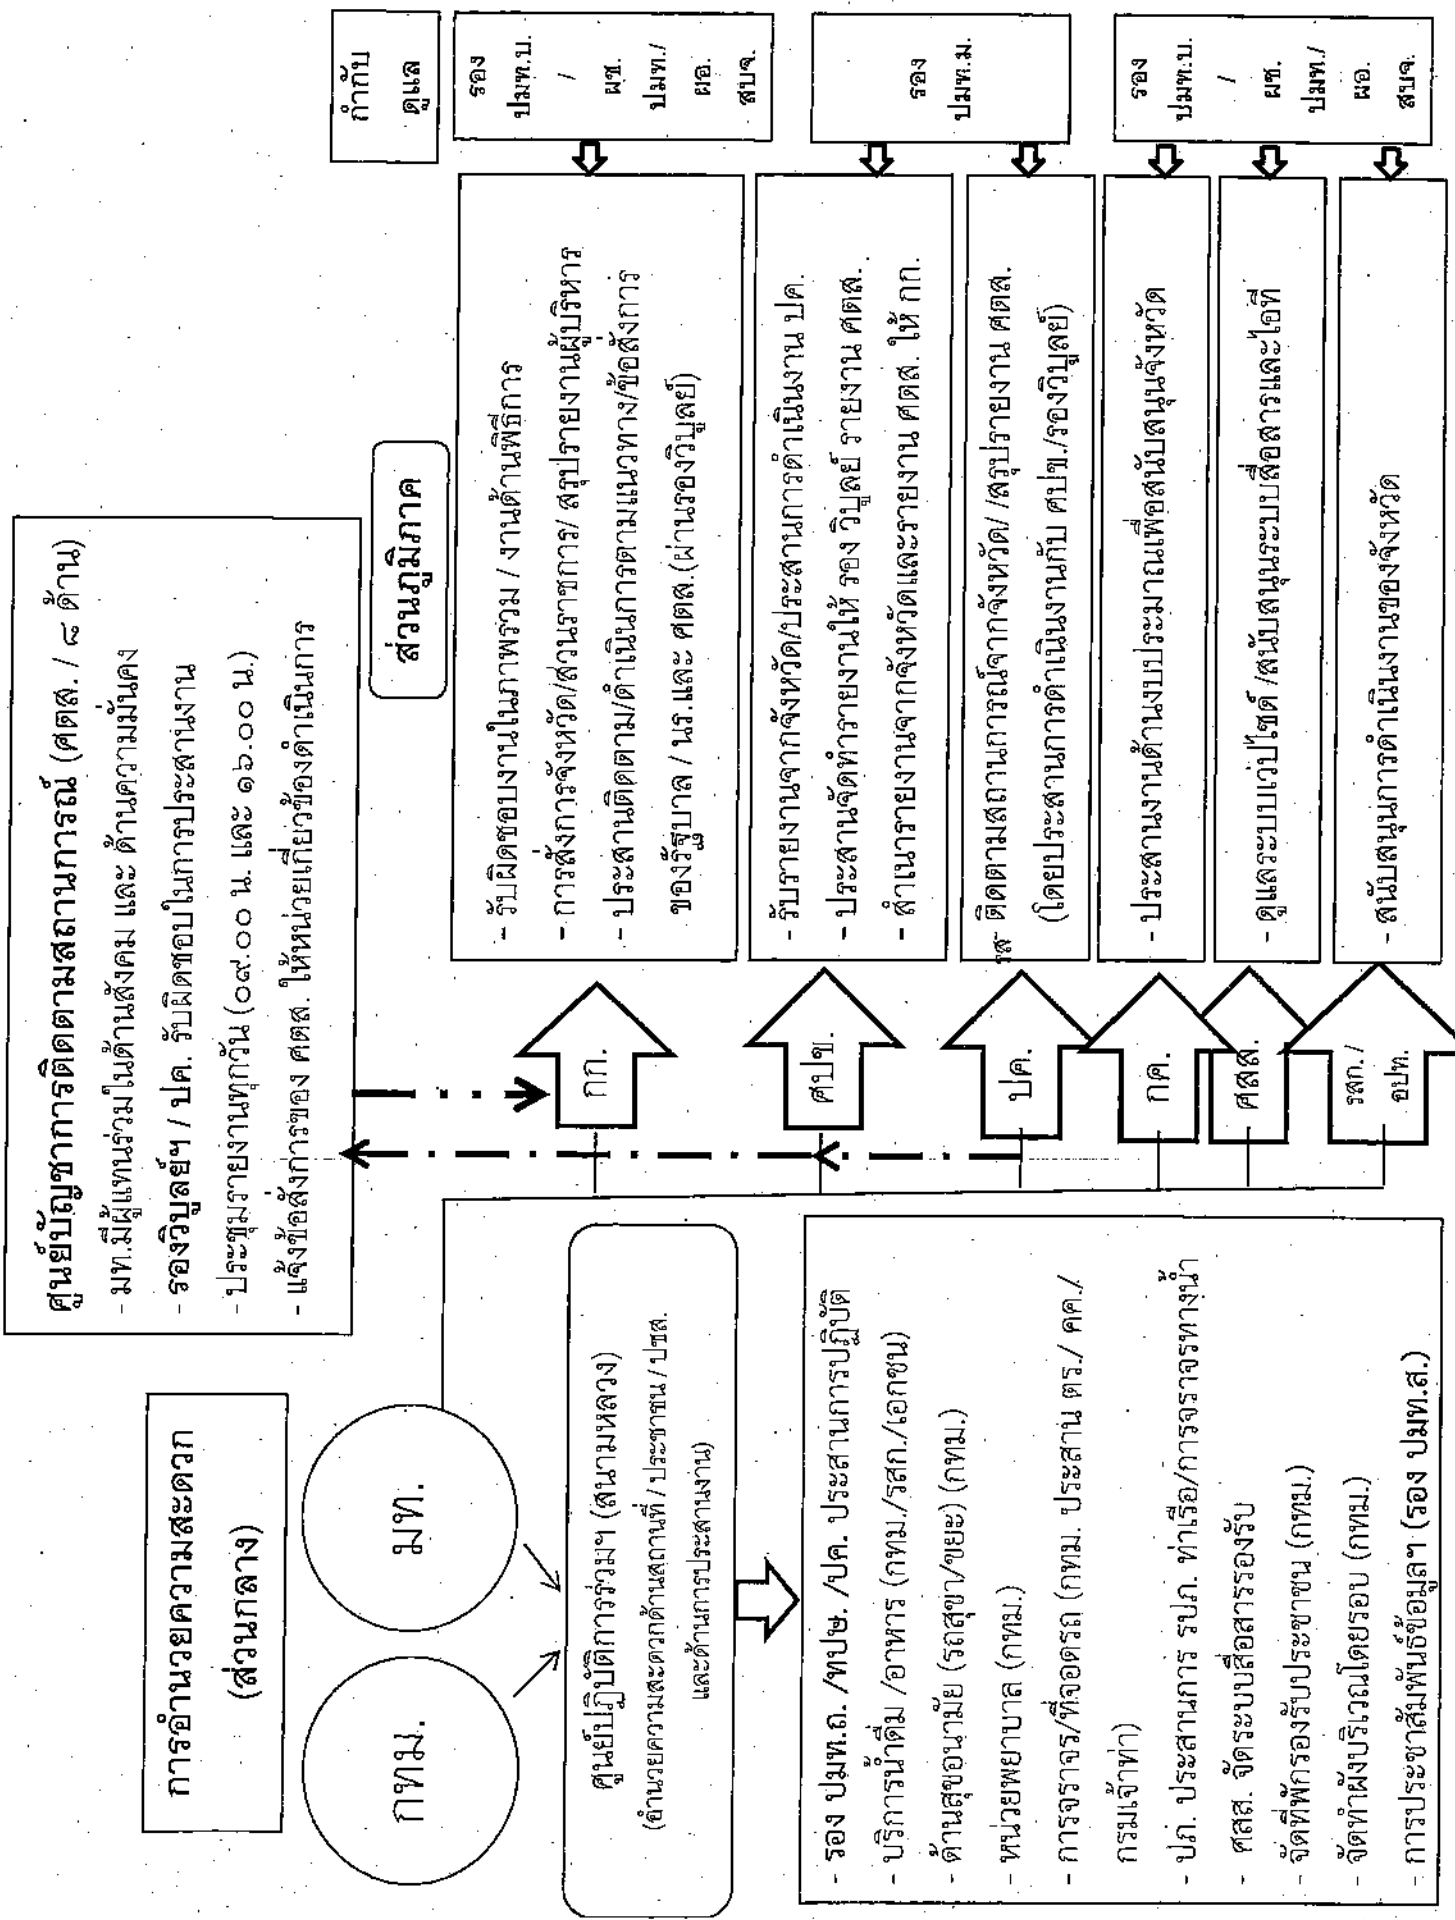 การอำนวยความสะดวก
(ส่วนกลาง)
กทม.
มท.
ศูนย์ปฏิบัติการร่วมฯ (สนามหลวง)
(อำนวยความสะดวกด้านสถานที่ / ประชาชน / ปชส.
และด้านการประสานงาน)
- รอง ปมท.ถ. /ทปษ. /ปค. ประสานการปฏิบัติ
- บริการน้ำดื่ม /อาหาร (กทม./รสก./เอกชน)
- ด้านสุขอนามัย (รถสุขา/ขยะ) (กทม.)
- หน่วยพยาบาล (กทม.)
- การจราจร/ที่จอดรถ (กทม. ประสาน ตร./ คค./
กรมเจ้าท่า)
- ปภ. ประสานการ รปภ. ท่าเรือ/การจราจรทางน้ำ
- ศสส. จัดระบบสื่อสารรองรับ
- จัดที่พักรองรับประชาชน (กทม.)
- จัดทำผังบริเวณโดยรอบ (กทม.)
- การประชาสัมพันธ์ข้อมูลฯ (รอง ปมท.ส.)
ศูนย์บัญชาการติดตามสถานการณ์ (ศตส. / ๘ ด้าน)
- มท.มีผู้แทนร่วมในด้านสังคม และ ด้านความมั่นคง
- รองวิบูลย์ฯ / ปค. รับผิดชอบในการประสานงาน
- ประชุมรายงานทุกวัน (๐๙.๐๐ น. และ ๑๖.๐๐ น.)
- แจ้งข้อสั่งการของ ศตส. ให้หน่วยเกี่ยวข้องดำเนินการ
ส่วนภูมิภาค
กำกับ
ดูแล
กก.
- รับผิดชอบงานในภาพรวม / งานด้านพิธีการ
- การสั่งการจังหวัด/ส่วนราชการ/ สรุปรายงานผู้บริหาร
- ประสานติดตาม/ดำเนินการตามแนวทาง/ข้อสั่งการ
ของรัฐบาล / นร.และ ศตส.(ผ่านรองวิบูลย์)
รอง
ปมท.บ.
/
ผช.
ปมท./
ผอ.
สบจ.
ศปข.
- รับรายงานจากจังหวัด/ประสานการดำเนินงาน ปค.
- ประสานจัดทำรายงานให้ รอง วิบูลย์ รายงาน ศตส.
- สำเนารายงานจากจังหวัดและรายงาน ศตส. ให้ กก.
รอง
ปมท.ม.
ปค.
รส- ติดตามสถานการณ์จากจังหวัด/ /สรุปรายงาน ศตส.
(โดยประสานการดำเนินงานกับ ศปข./รองวิบูลย์)
กค.
- ประสานงานด้านงบประมาณเพื่อสนับสนุนจังหวัด
รอง
ปมท.บ.
/
ผช.
ปมท./
ผอ.
สบจ.
ศสส.
- ดูแลระบบเว็ปไซต์ /สนับสนุนระบบสื่อสารและไอที
รสก./
อปท.
- สนับสนุนการดำเนินงานของจังหวัด